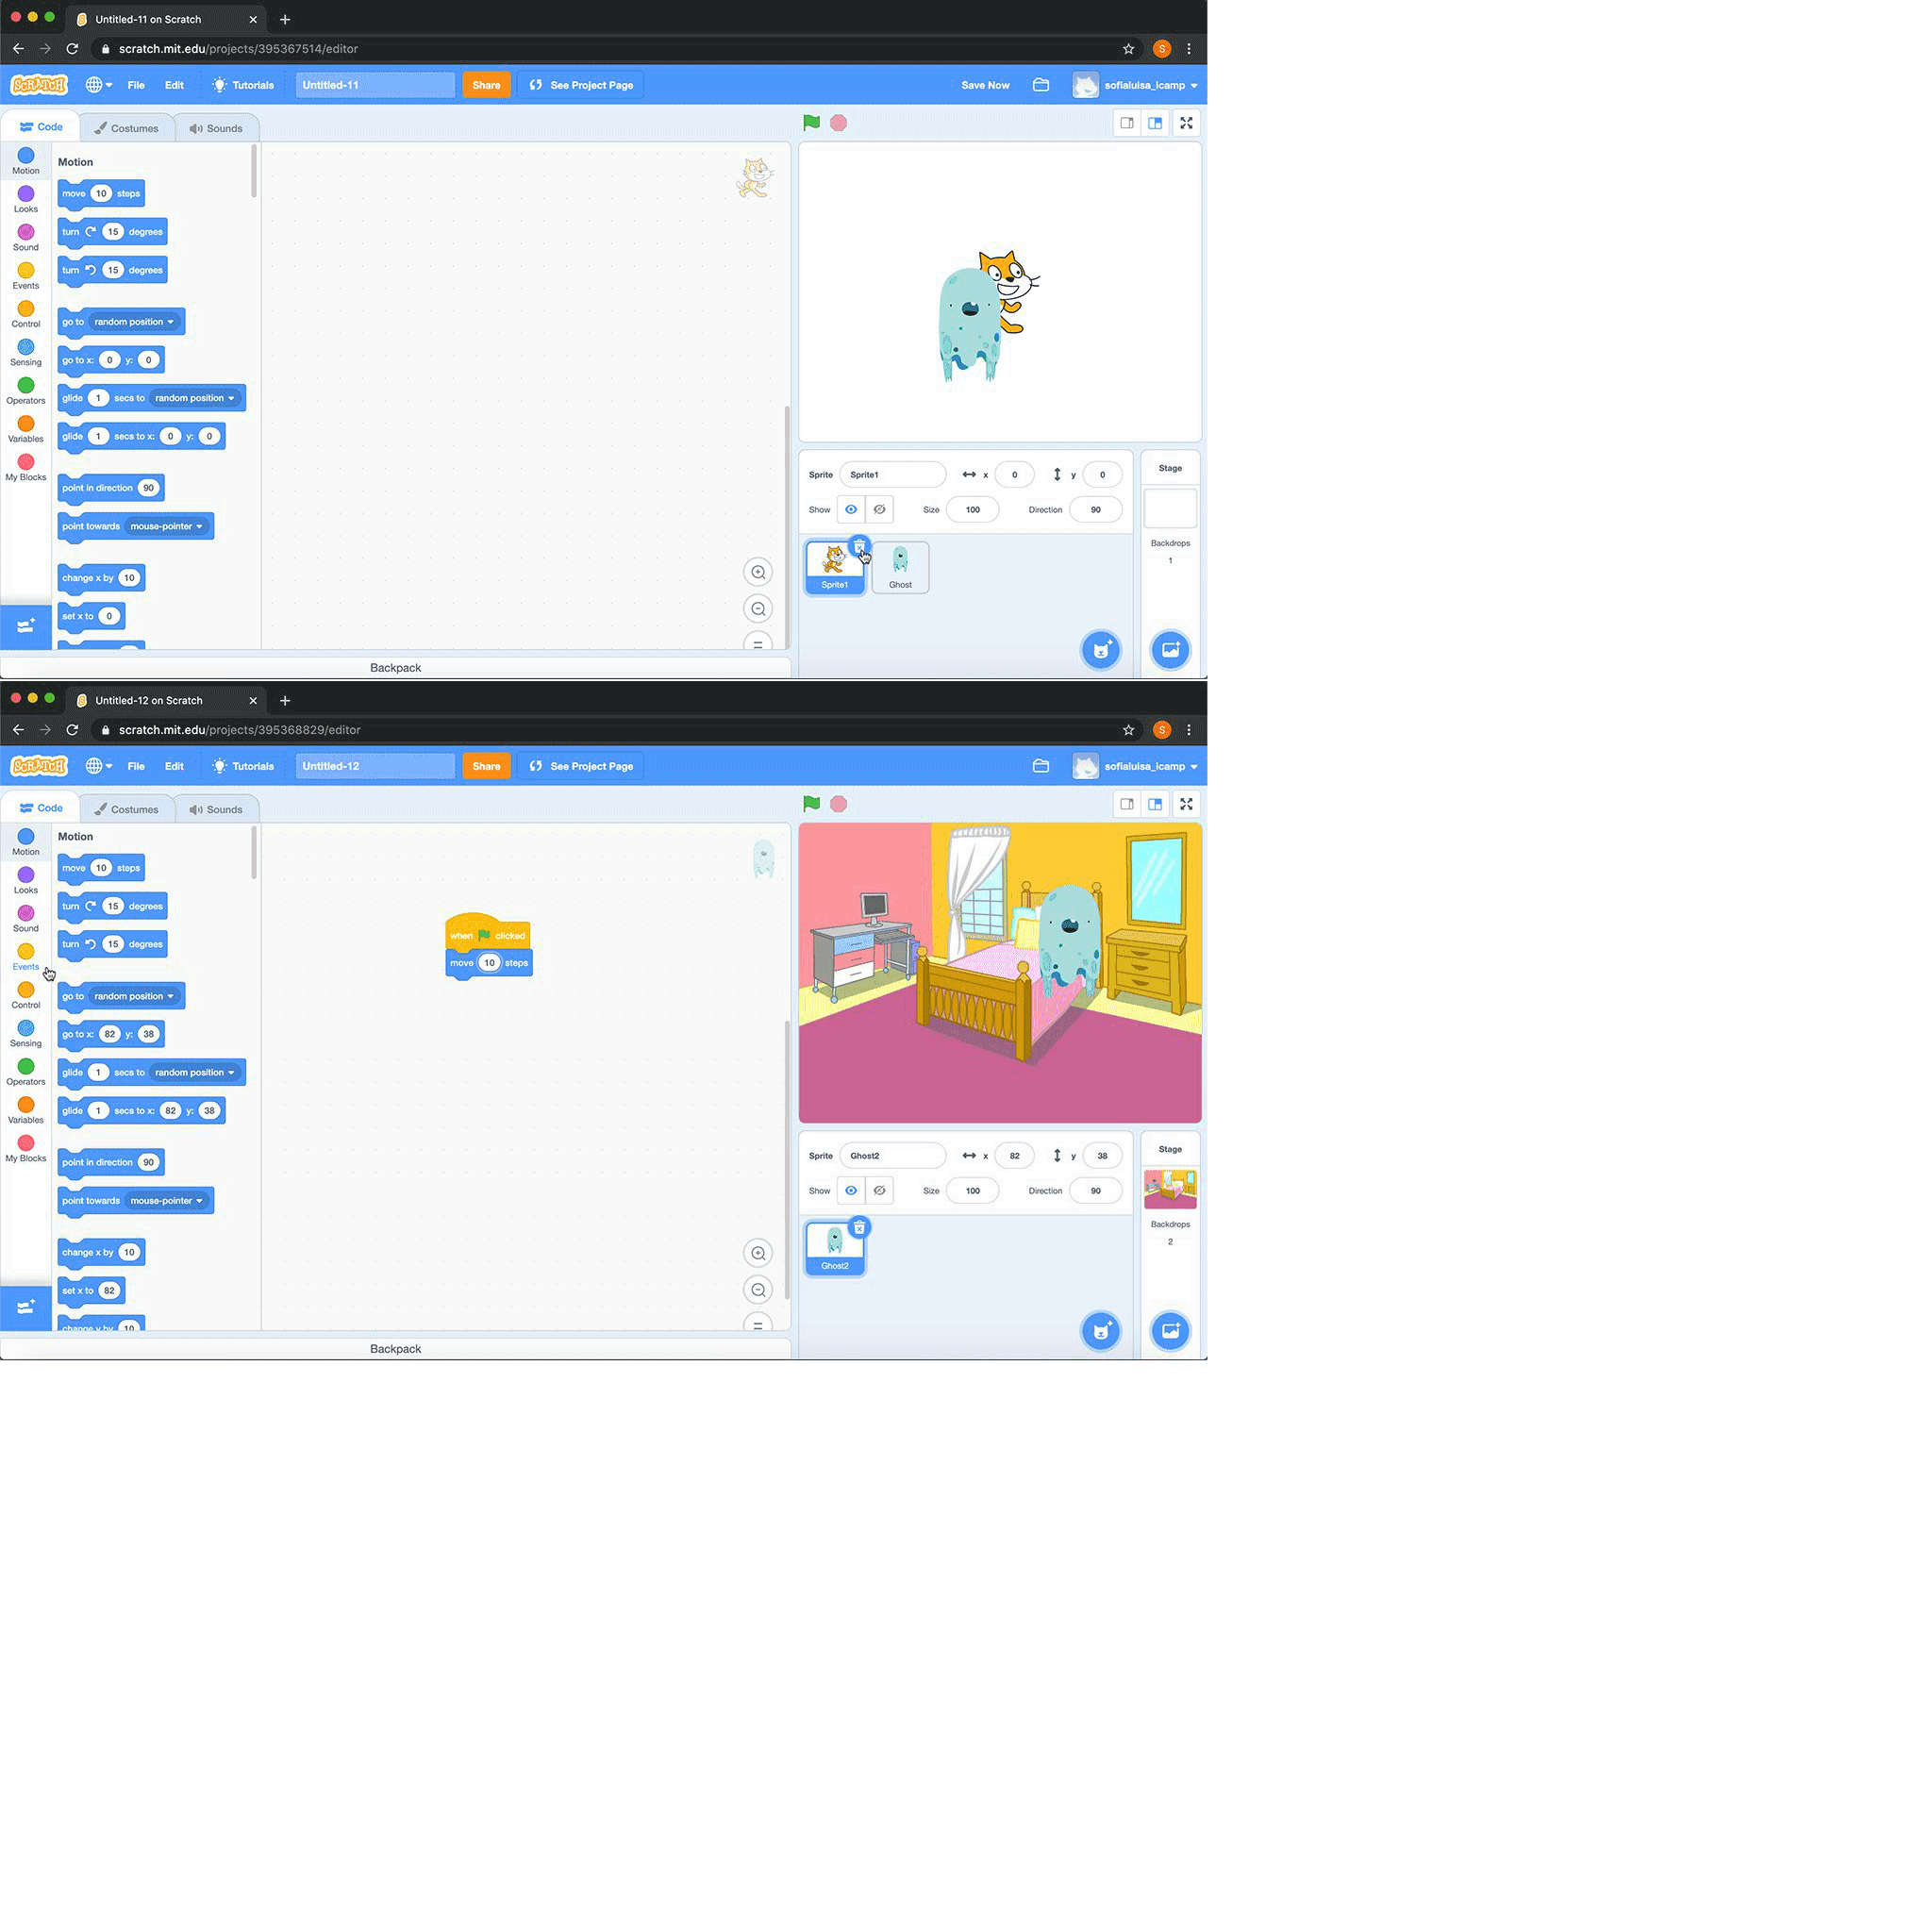 Untitled-11 on Scratch
scratch.mit.edu/projects/395367514/editor
SCRATCH File Edit Tutorials Untitled-11 Share See Project Page Save Now sofialuisa_icamp
S
Code Costumes Sounds
Motion
Looks
Sound
Events
Control
Sensing
Operators
Variables
My Blocks
Motion
move 10 steps
turn 15 degrees
turn 15 degrees
go to random position
go to x: 0 y: 0
glide 1 secs to random position
glide 1 secs to x: 0 y: 0
point in direction 90
point towards mouse-pointer
change x by 10
set x to 0
Sprite Sprite1 x 0 y 0
Show Size 100 Direction 90
Sprite1 Ghost
Stage
Backdrops
1
Backpack
Untitled-12 on Scratch
scratch.mit.edu/projects/395368829/editor
S
SCRATCH File Edit Tutorials Untitled-12 Share See Project Page sofialuisa_icamp
Code Costumes Sounds
Motion
Looks
Sound
Events
Control
Sensing
Operators
Variables
My Blocks
Motion
move 10 steps
turn 15 degrees
turn 15 degrees
go to random position
go to x: 82 y: 38
glide 1 secs to random position
glide 1 secs to x: 82 y: 38
point in direction 90
point towards mouse-pointer
change x by 10
set x to 82
change y by 10
when clicked
move 10 steps
Sprite Ghost2 x 82 y 38
Show Size 100 Direction 90
Ghost2
Stage
Backdrops
2
Backpack